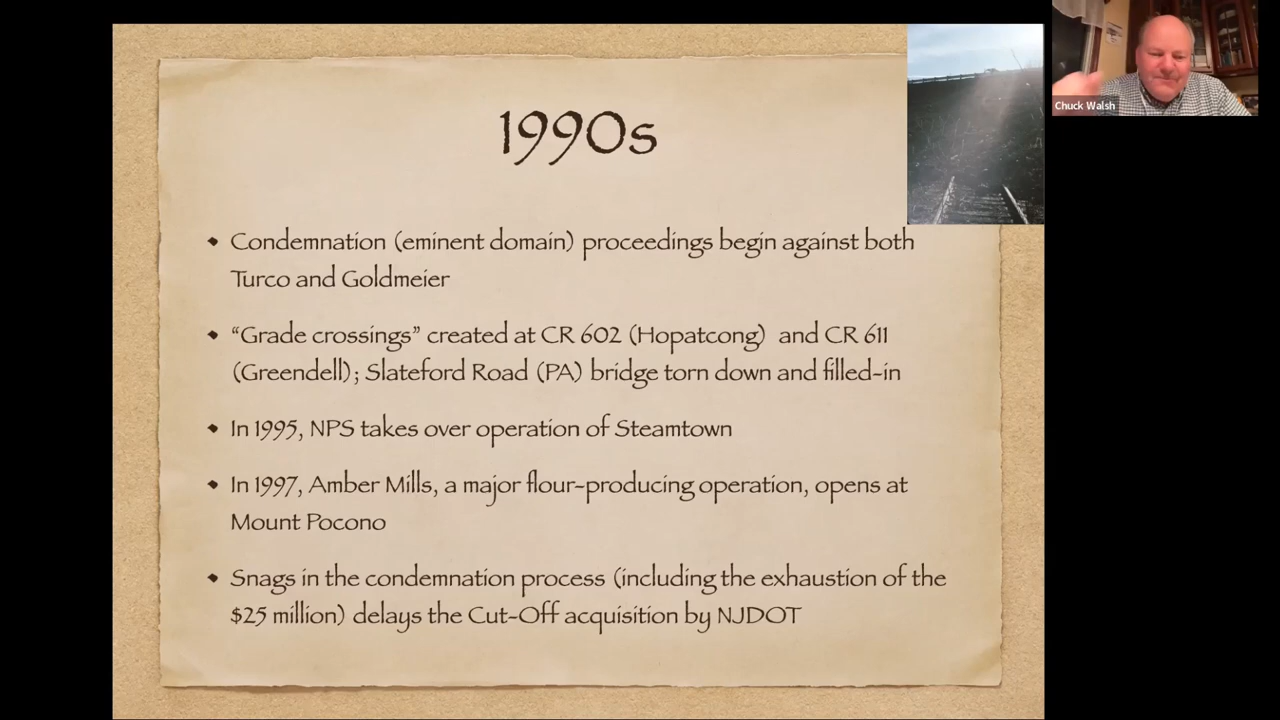 1990s
Condemnation (eminent domain) proceedings begin against both
Turco and Goldmeier
“Grade crossings” created at CR 602 (Hopatcong) and CR 611
(Greendell); Slateford Road (PA) bridge torn down and filled-in
In 1995, NPS takes over operation of Steamtown
In 1997, Amber Mills, a major flour-producing operation, opens at
Mount Pocono
Snags in the condemnation process (including the exhaustion of the
$25 million) delays the Cut-Off acquisition by NJDOT
Chuck Walsh